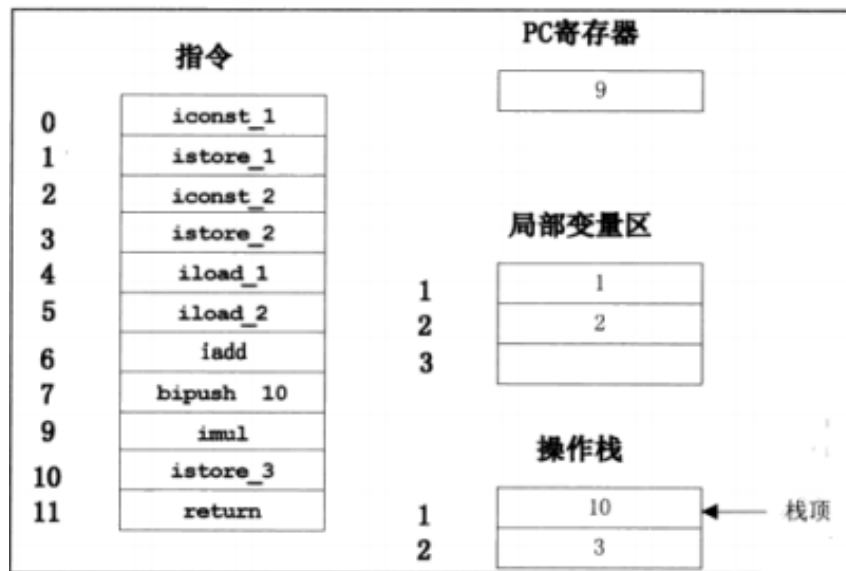 指令
0 iconst_1
1 istore_1
2 iconst_2
3 istore_2
4 iload_1
5 iload_2
6 iadd
7 bipush 10
9 imul
10 istore_3
11 return
PC寄存器
9
局部变量区
1 1
2 2
3
操作栈
1 10 栈顶
2 3